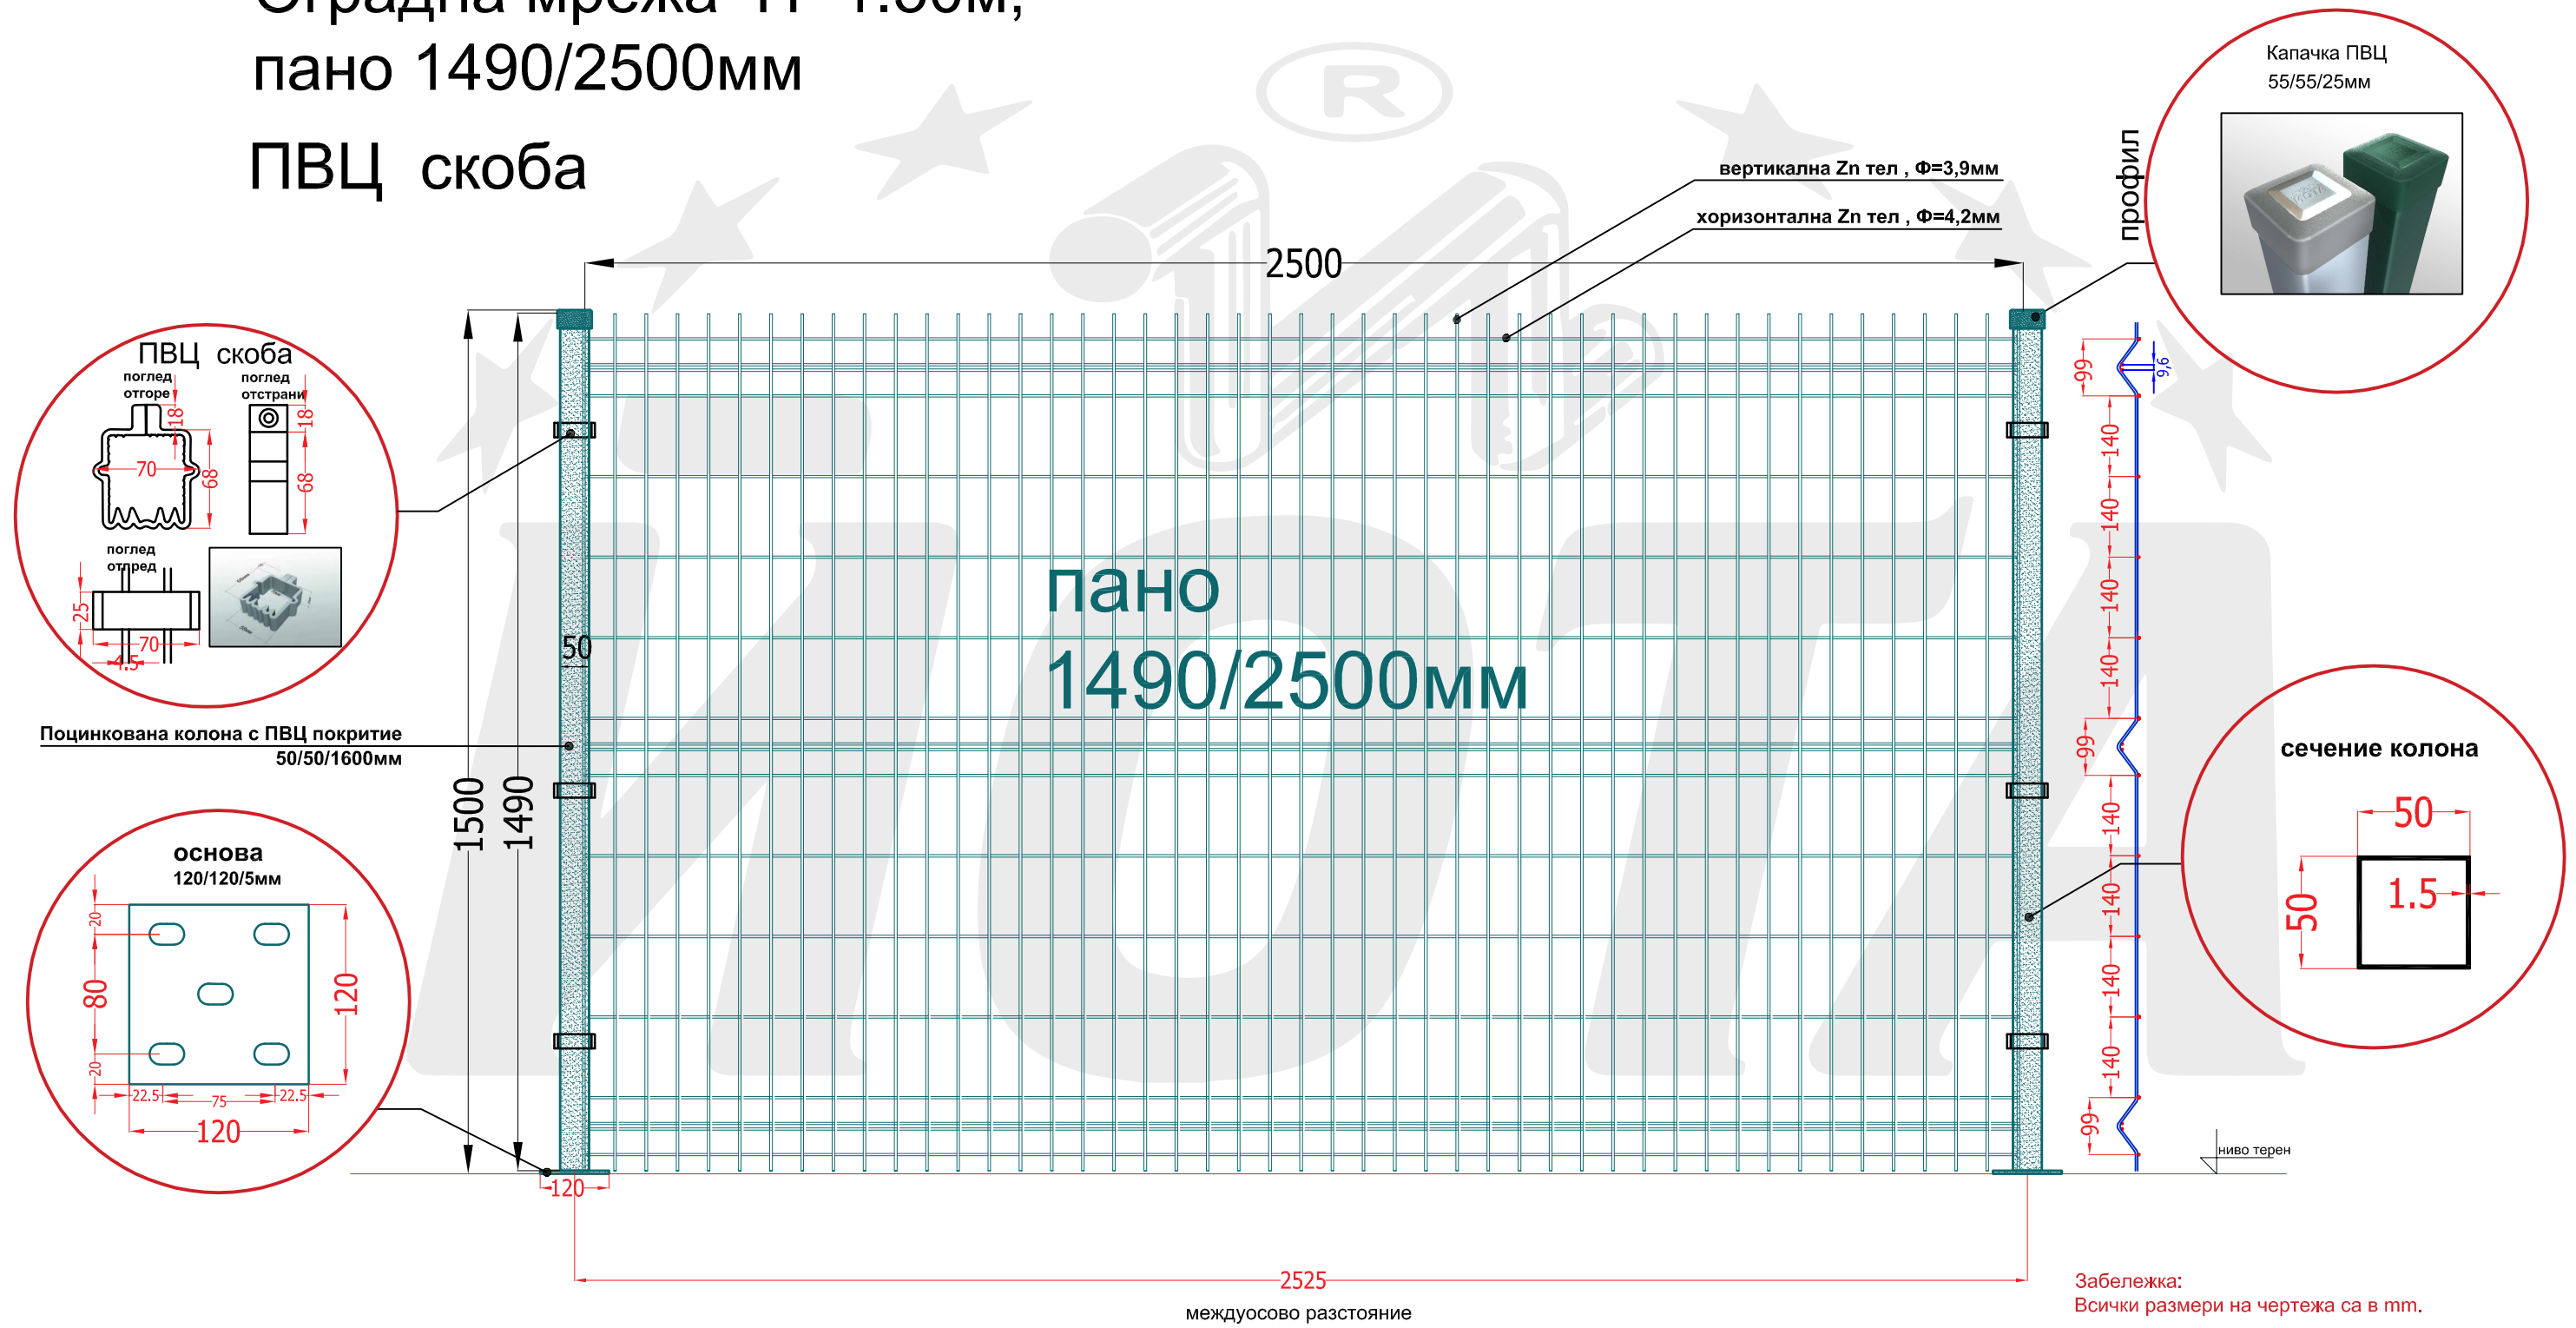 Оградна мрежа
пано 1490/2500мм
ПВЦ скоба
Капачка ПВЦ
55/55/25мм
профил
®
вертикална Zn тел , Ф=3,9мм
хоризонтална Zn тел , Ф=4,2мм
2500
ПВЦ скоба
поглед
отгоре
поглед
отстрани
18
18
70
68
68
поглед
отпред
25
70
4.5
Поцинкована колона с ПВЦ покритие
50/50/1600мм
50
1500
1490
пано
1490/2500мм
ЙОТА
99
9,6
140
140
140
140
99
140
140
140
140
99
сечение колона
50
50
1.5
основа
120/120/5мм
20
80
20
120
22.5
75
22.5
120
120
ниво терен
2525
междуосово разстояние
Забележка:
Всички размери на чертежа са в mm.